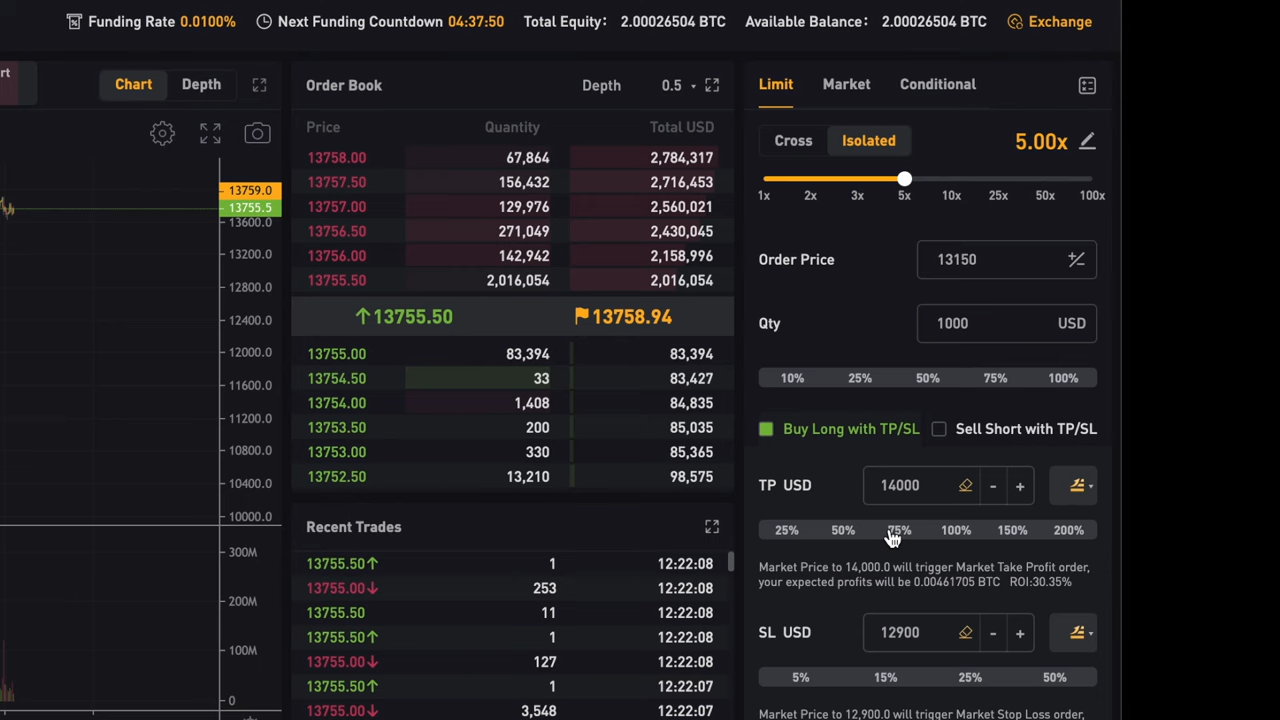 Funding Rate 0.0100% Next Funding Countdown 04:37:50 Total Equity: 2.00026504 BTC Available Balance: 2.00026504 BTC Exchange
rt
Chart Depth
13759.0
13755.5
13600.0
13200.0
12800.0
12400.0
12000.0
11600.0
11200.0
10800.0
10400.0
10000.0
300M
200M
100M
0
Order Book Depth 0.5
Price Quantity Total USD
13758.00 67,864 2,784,317
13757.50 156,432 2,716,453
13757.00 129,976 2,560,021
13756.50 271,049 2,430,045
13756.00 142,942 2,158,996
13755.50 2,016,054 2,016,054
↑13755.50 13758.94
13755.00 83,394 83,394
13754.50 33 83,427
13754.00 1,408 84,835
13753.50 200 85,035
13753.00 330 85,365
13752.50 13,210 98,575
Recent Trades
13755.50↑ 1 12:22:08
13755.00↓ 253 12:22:08
13755.50 11 12:22:08
13755.50↑ 1 12:22:08
13755.00↓ 127 12:22:08
13755.50↑ 1 12:22:07
13755.00↓ 3,548 12:22:07
Limit Market Conditional
Cross Isolated 5.00x
1x 2x 3x 5x 10x 25x 50x 100x
Order Price 13150
Qty 1000 USD
10% 25% 50% 75% 100%
Buy Long with TP/SL Sell Short with TP/SL
TP USD 14000 - +
25% 50% 75% 100% 150% 200%
Market Price to 14,000.0 will trigger Market Take Profit order,
your expected profits will be 0.00461705 BTC ROI:30.35%
SL USD 12900 - +
5% 15% 25% 50%
Market Price to 12,900.0 will trigger Market Stop Loss order,